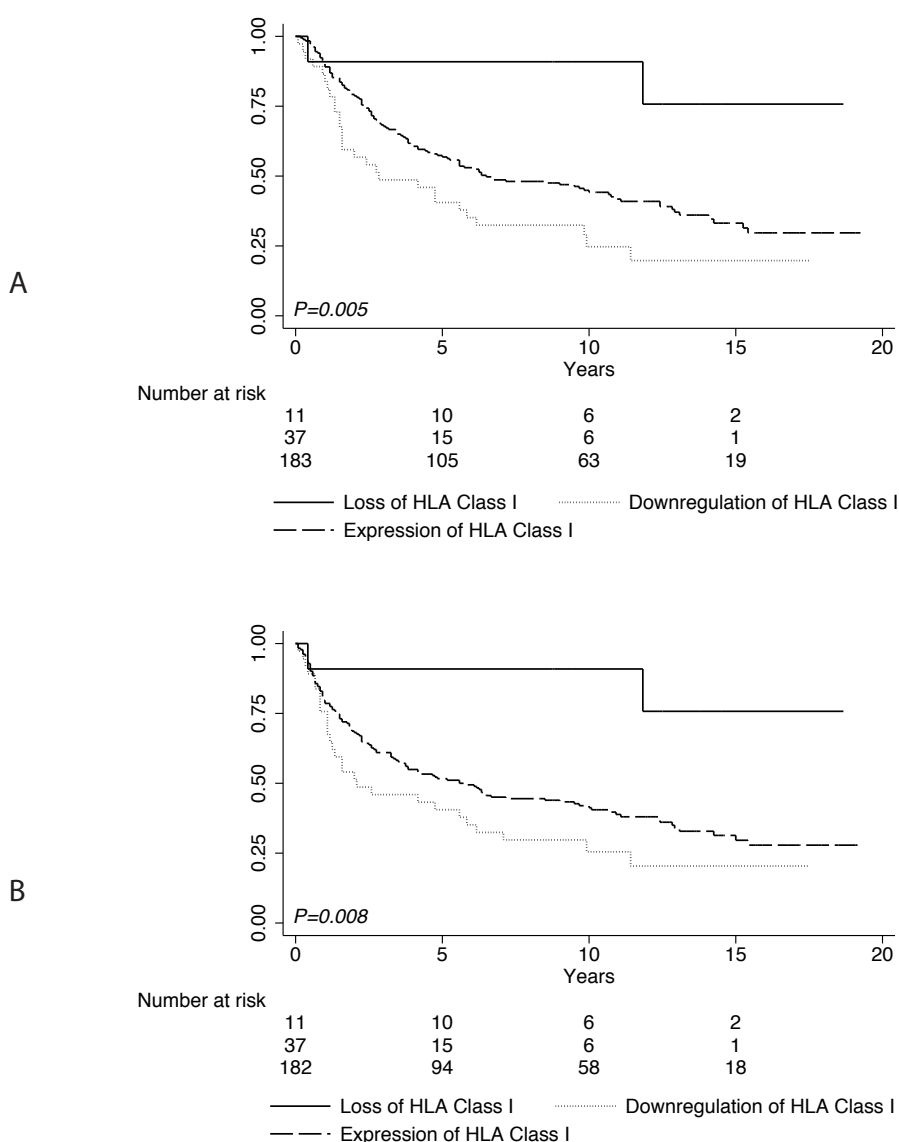 A
1.00
0.75
0.50
0.25
0.00
P=0.005
0 5 10 15 20
Years
Number at risk
11 10 6 2
37 15 6 1
183 105 63 19
Loss of HLA Class I Downregulation of HLA Class I
Expression of HLA Class I
B
1.00
0.75
0.50
0.25
0.00
P=0.008
0 5 10 15 20
Years
Number at risk
11 10 6 2
37 15 6 1
182 94 58 18
Loss of HLA Class I Downregulation of HLA Class I
Expression of HLA Class I